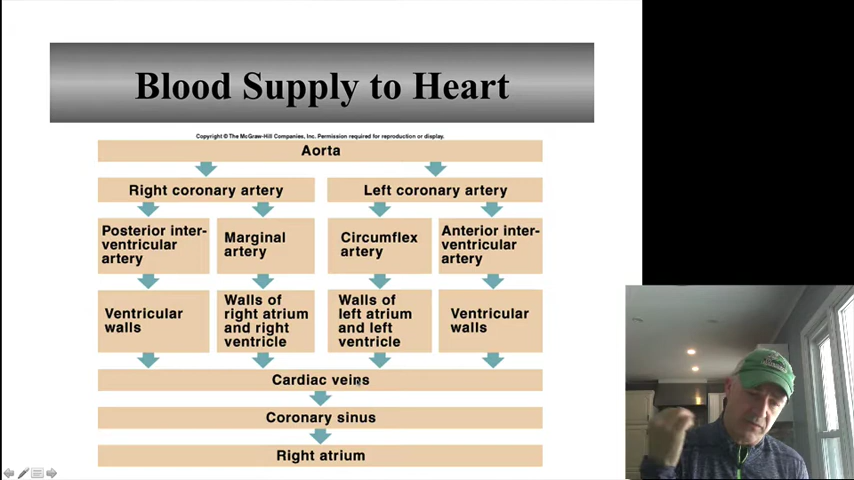 Blood Supply to Heart
Copyright © The McGraw-Hill Companies, Inc. Permission required for reproduction or display.
Aorta
Right coronary artery
Left coronary artery
Posterior inter-
ventricular
artery
Marginal
artery
Circumflex
artery
Anterior inter-
ventricular
artery
Ventricular
walls
Walls of
right atrium
and right
ventricle
Walls of
left atrium
and left
ventricle
Ventricular
walls
Cardiac veins
Coronary sinus
Right atrium